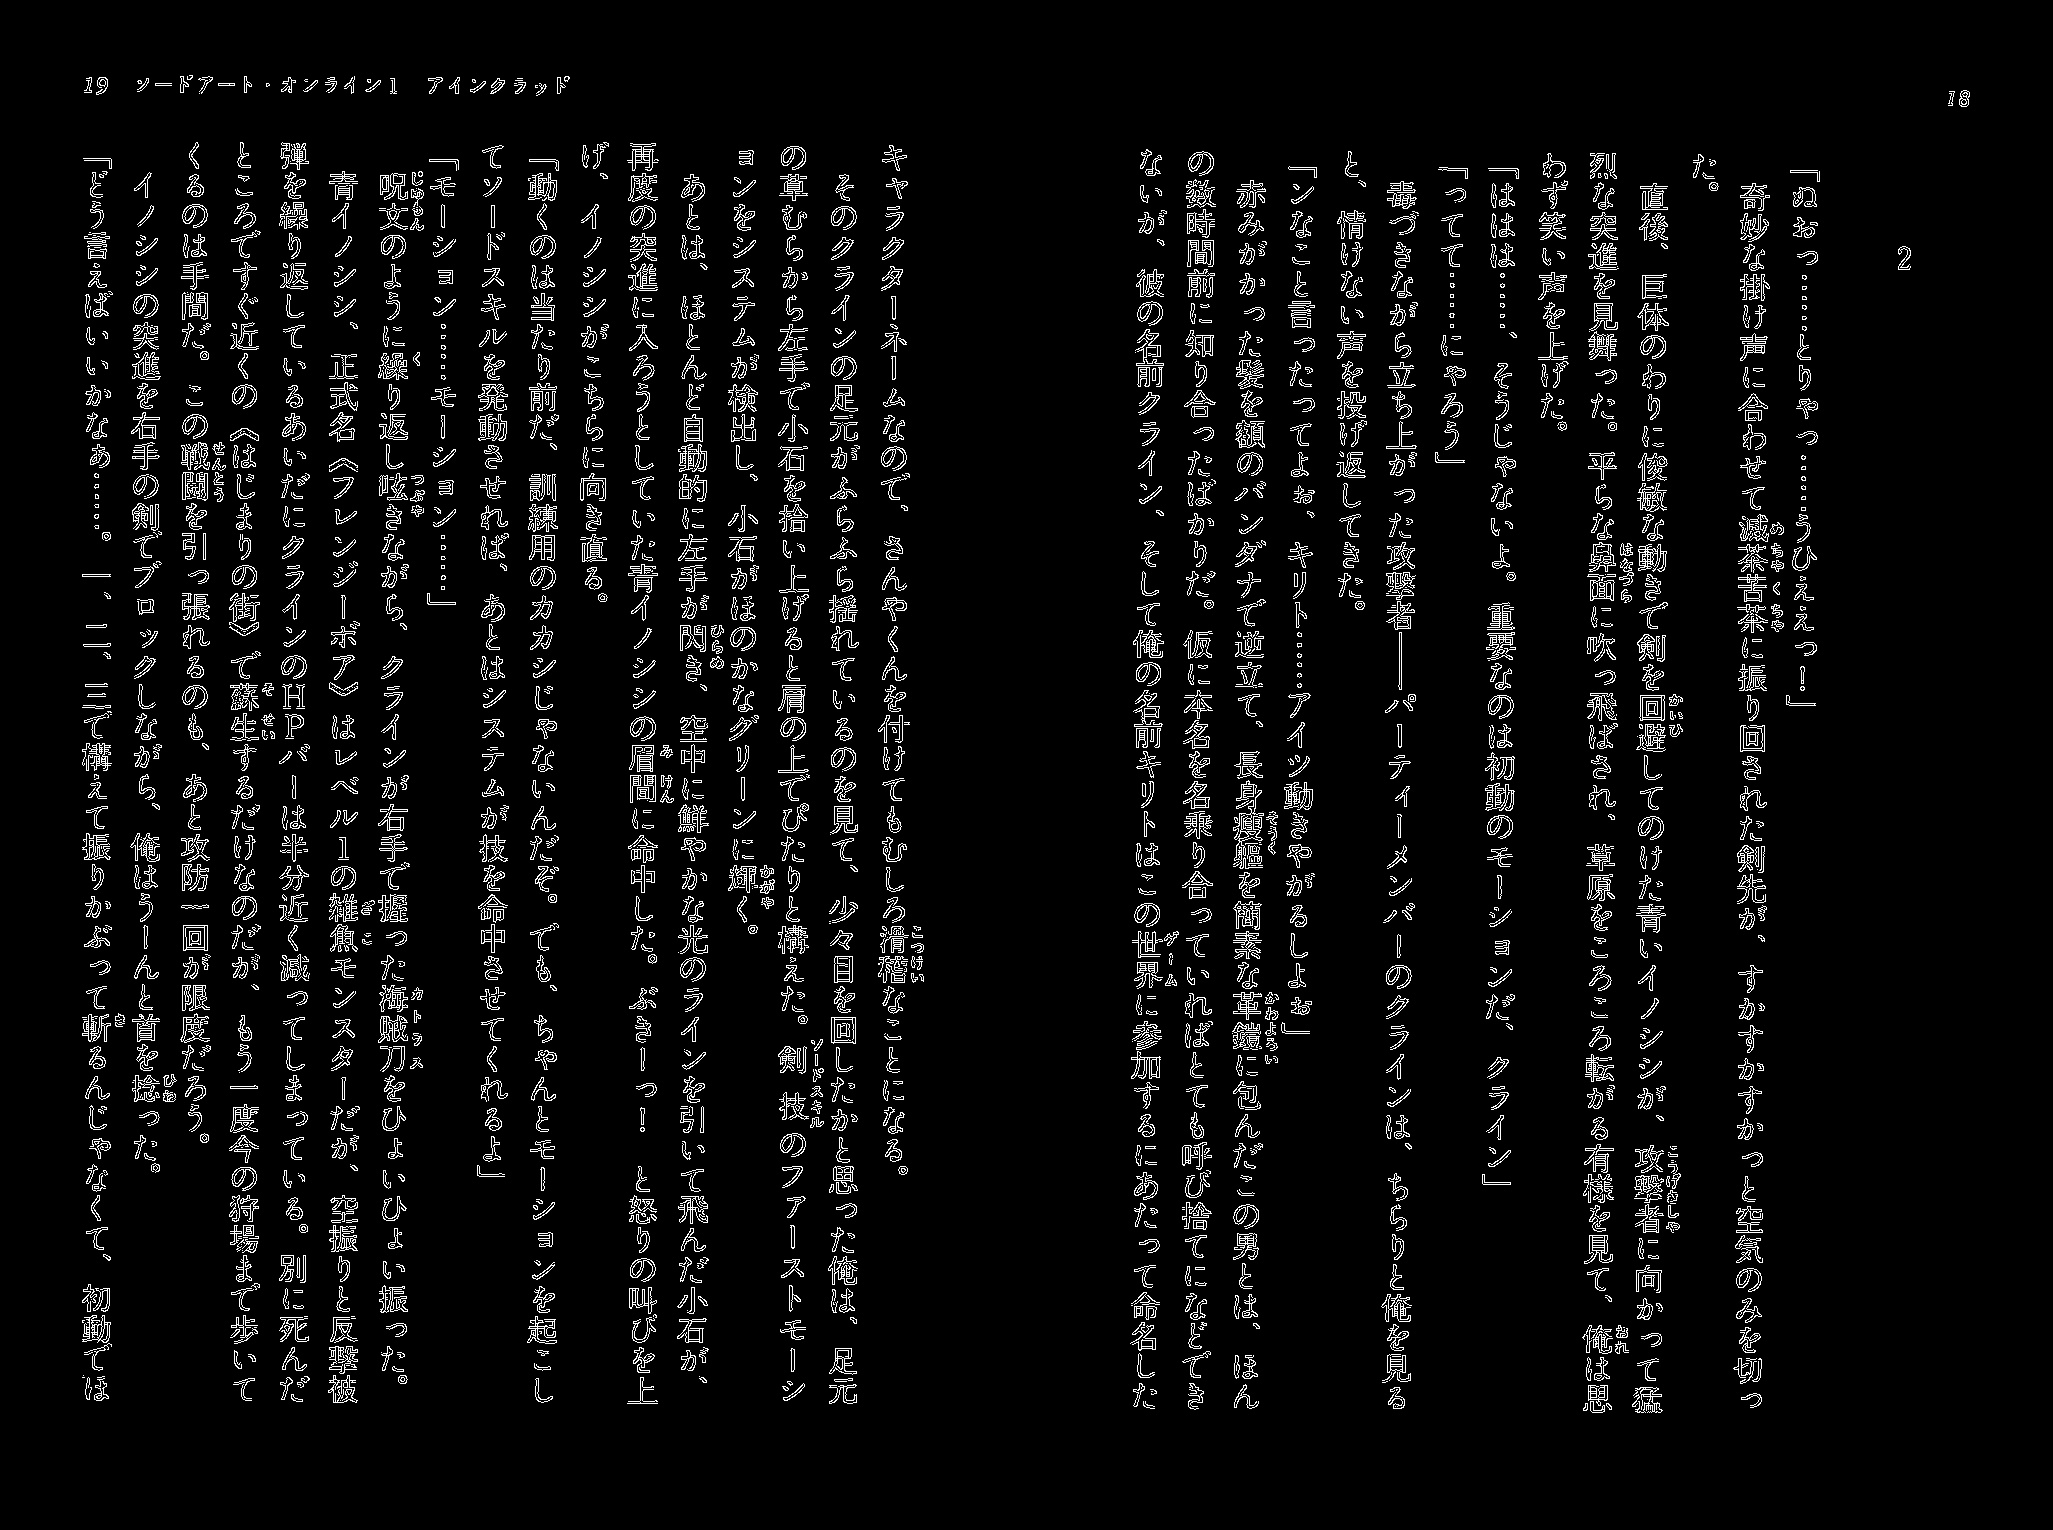 18
2
「ぬぉっ……とりゃっ……うひえぇっ！」
奇妙な掛け声に合わせて滅茶苦茶に振り回された剣先が、すかすかすかっと空気のみを切っ
た。
直後、巨体のわりに俊敏な動きで剣を回避してのけた青いイノシシが、攻撃者に向かって猛
烈な突進を見舞った。平らな鼻面に吹っ飛ばされ、草原をころころ転がる有様を見て、俺は思
わず笑い声を上げた。
「ははは……、そうじゃないよ。重要なのは初動のモーションだ、クライン」
「ってて……にゃろう」
毒づきながら立ち上がった攻撃者——パーティーメンバーのクラインは、ちらりと俺を見る
と、情けない声を投げ返してきた。
「ンなこと言ったってよぉ、キリト……アイツ動きやがるしよぉ」
赤みがかった髪を額のバンダナで逆立て、長身瘦軀を簡素な革鎧に包んだこの男とは、ほん
の数時間前に知り合ったばかりだ。仮に本名を名乗り合っていればとても呼び捨てになどでき
ないが、彼の名前クライン、そして俺の名前キリトはこの世界に参加するにあたって命名した
19 ソードアート・オンライン1 アインクラッド
キャラクターネームなので、さんやくんを付けてもむしろ滑稽なことになる。
そのクラインの足元がふらふら揺れているのを見て、少々目を回したかと思った俺は、足元
の草むらから左手で小石を拾い上げると肩の上でぴたりと構えた。剣技のファーストモーシ
ョンをシステムが検出し、小石がほのかなグリーンに輝く。
あとは、ほとんど自動的に左手が閃き、空中に鮮やかな光のラインを引いて飛んだ小石が、
再度の突進に入ろうとしていた青イノシシの眉間に命中した。ぶきーっ！　と怒りの叫びを上
げ、イノシシがこちらに向き直る。
「動くのは当たり前だ、訓練用のカカシじゃないんだぞ。でも、ちゃんとモーションを起こし
てソードスキルを発動させれば、あとはシステムが技を命中させてくれるよ」
「モーション……モーション……」
呪文のように繰り返し呟きながら、クラインが右手で握った海賊刀をひょいひょい振った。
青イノシシ、正式名《フレンジーボア》はレベル1の雑魚モンスターだが、空振りと反撃被
弾を繰り返しているあいだにクラインのＨＰバーは半分近く減ってしまっている。別に死んだ
ところですぐ近くの《はじまりの街》で蘇生するだけなのだが、もう一度今の狩場まで歩いて
くるのは手間だ。この戦闘を引っ張れるのも、あと攻防一回が限度だろう。
イノシシの突進を右手の剣でブロックしながら、俺はうーんと首を捻った。
「どう言えばいいかなぁ……。一、二、三で構えて振りかぶって斬るんじゃなくて、初動でほ